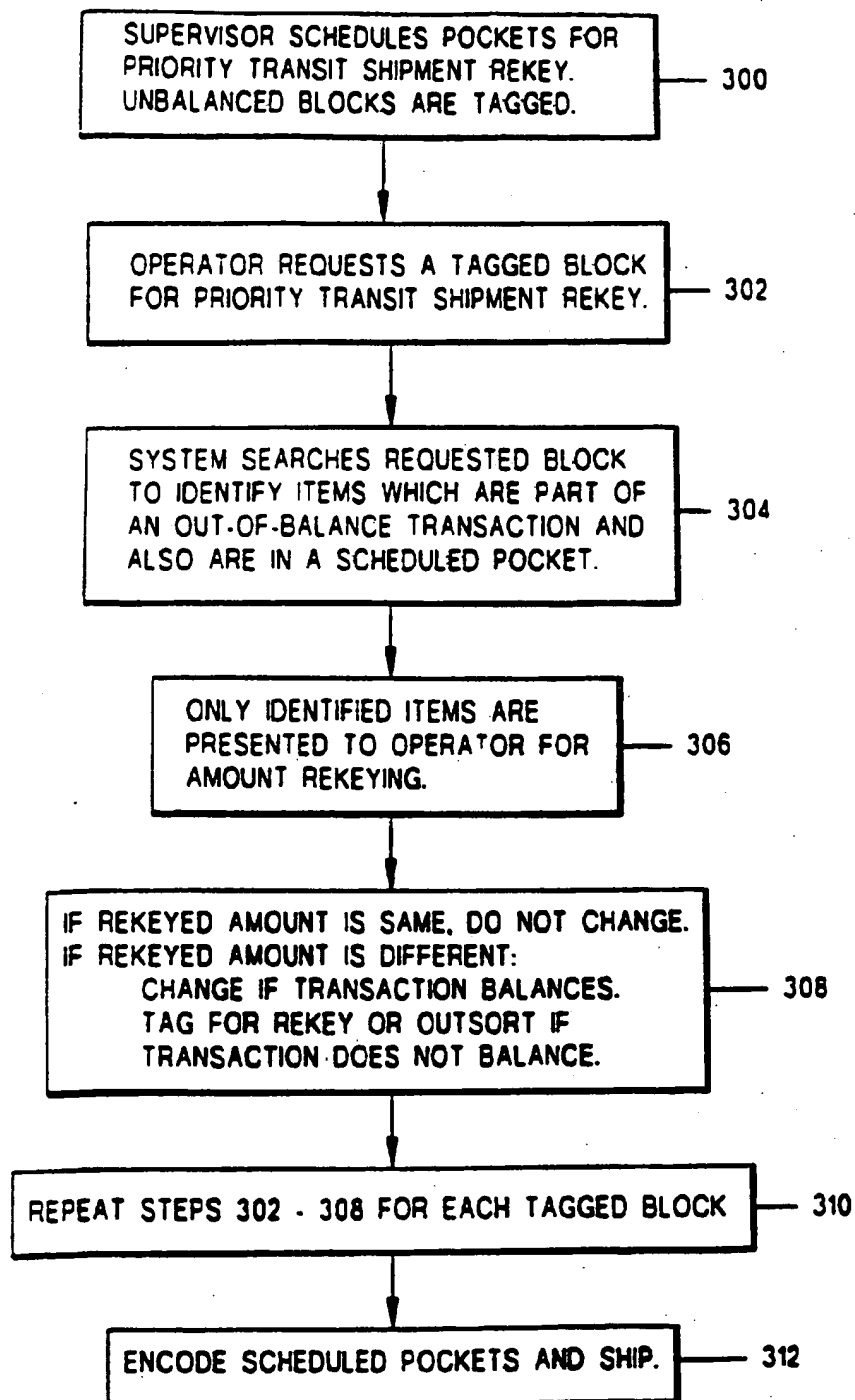 SUPERVISOR SCHEDULES POCKETS FOR
PRIORITY TRANSIT SHIPMENT REKEY.
UNBALANCED BLOCKS ARE TAGGED.
300
OPERATOR REQUESTS A TAGGED BLOCK
FOR PRIORITY TRANSIT SHIPMENT REKEY.
302
SYSTEM SEARCHES REQUESTED BLOCK
TO IDENTIFY ITEMS WHICH ARE PART OF
AN OUT-OF-BALANCE TRANSACTION AND
ALSO ARE IN A SCHEDULED POCKET.
304
ONLY IDENTIFIED ITEMS ARE
PRESENTED TO OPERATOR FOR
AMOUNT REKEYING.
306
IF REKEYED AMOUNT IS SAME, DO NOT CHANGE.
IF REKEYED AMOUNT IS DIFFERENT:
CHANGE IF TRANSACTION BALANCES.
TAG FOR REKEY OR OUTSORT IF
TRANSACTION DOES NOT BALANCE.
308
REPEAT STEPS 302 - 308 FOR EACH TAGGED BLOCK
310
ENCODE SCHEDULED POCKETS AND SHIP.
312